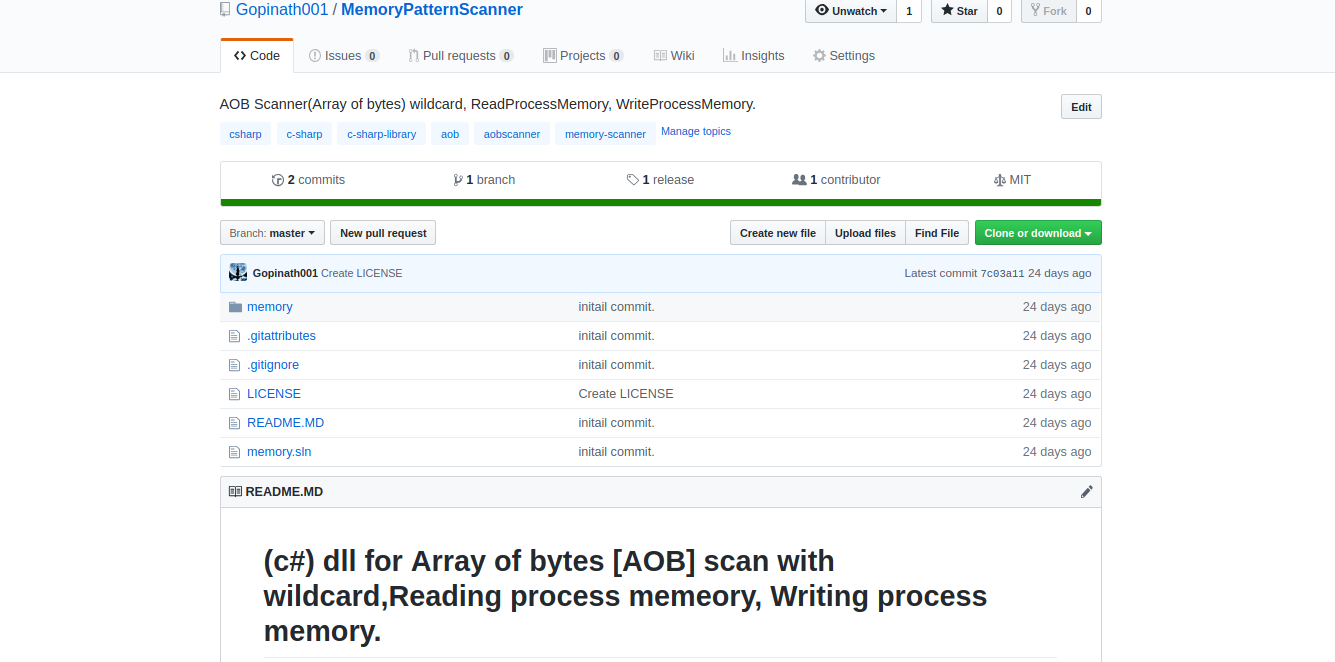 Gopinath001 / MemoryPatternScanner
Unwatch 1 Star 0 Fork 0
Code Issues 0 Pull requests 0 Projects 0 Wiki Insights Settings
AOB Scanner(Array of bytes) wildcard, ReadProcessMemory, WriteProcessMemory.
Edit
csharp c-sharp c-sharp-library aob aobscanner memory-scanner Manage topics
2 commits 1 branch 1 release 1 contributor MIT
Branch: master New pull request Create new file Upload files Find File Clone or download
Gopinath001 Create LICENSE Latest commit 7c03a11 24 days ago
memory initail commit. 24 days ago
.gitattributes initail commit. 24 days ago
.gitignore initail commit. 24 days ago
LICENSE Create LICENSE 24 days ago
README.MD initail commit. 24 days ago
memory.sln initail commit. 24 days ago
README.MD
(c#) dll for Array of bytes [AOB] scan with
wildcard,Reading process memeory, Writing process
memory.